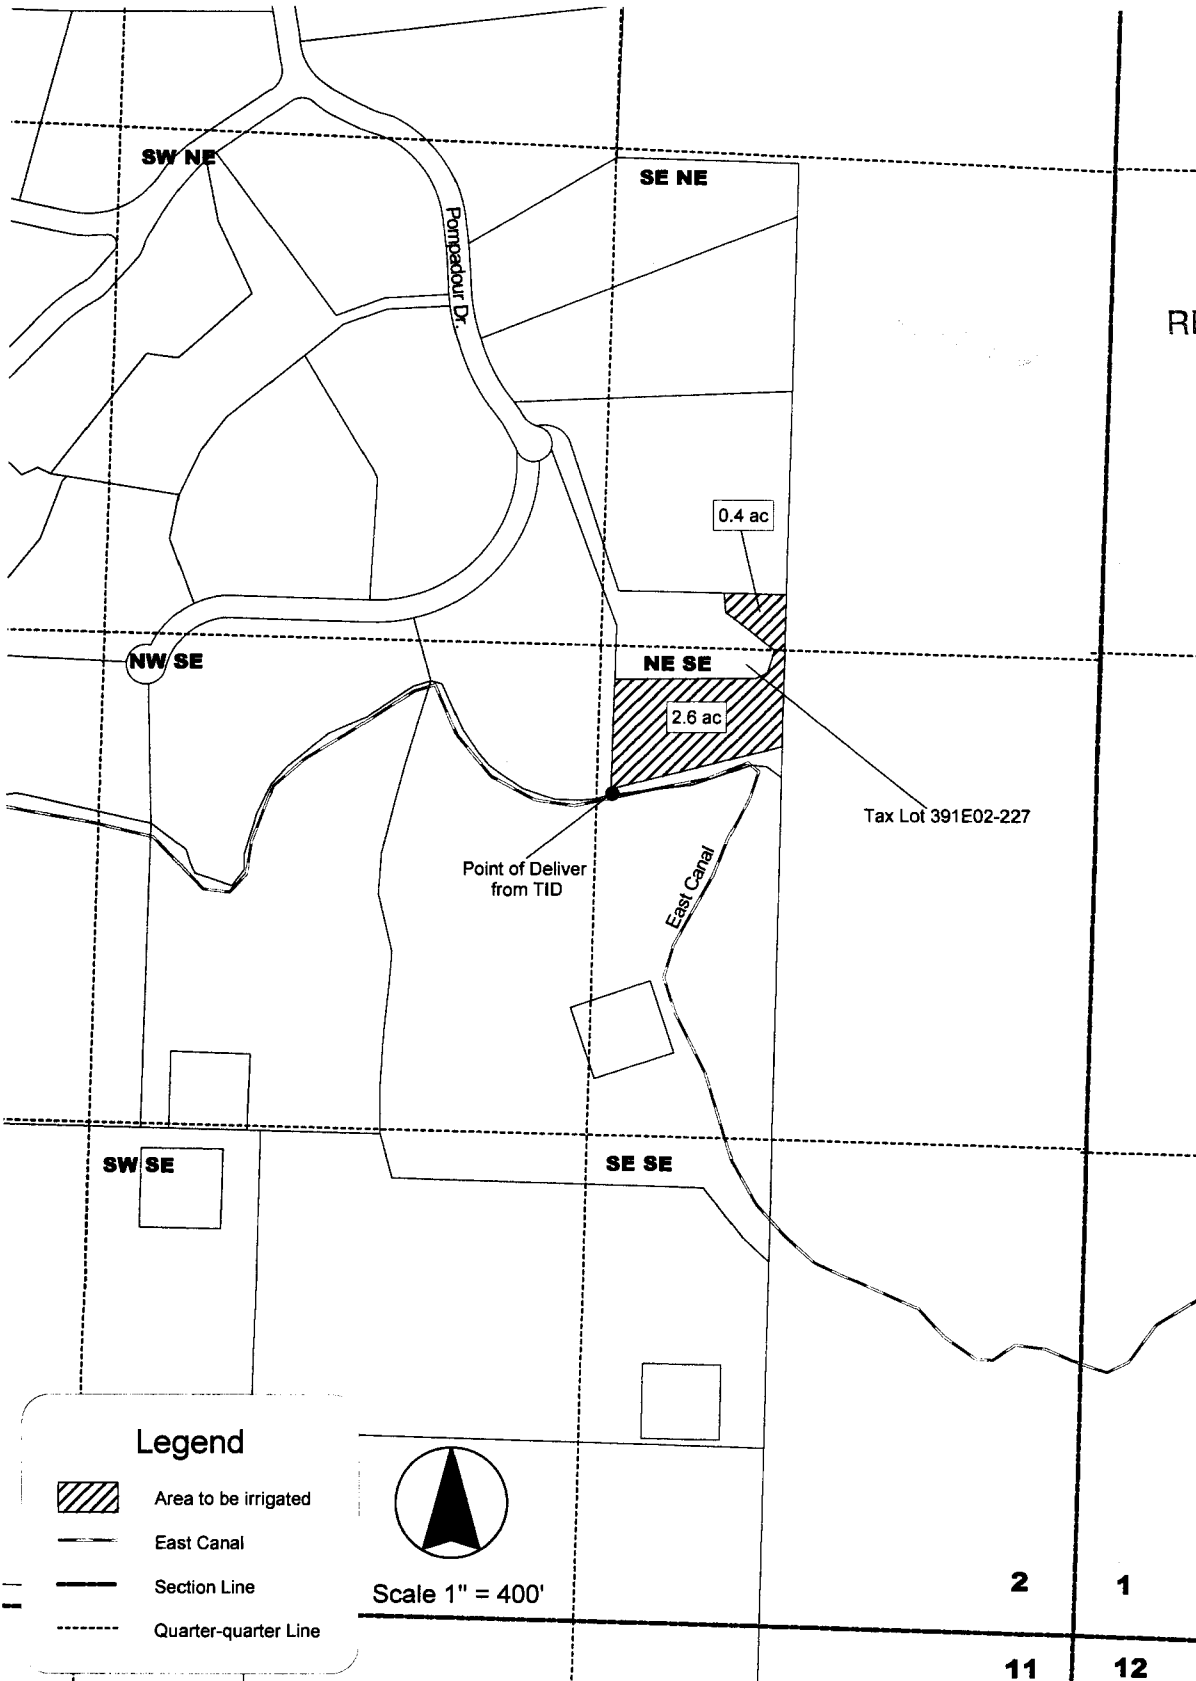 SW NE
SE NE
Pompadour Dr.
0.4 ac
NW SE
NE SE
2.6 ac
Tax Lot 391E02-227
Point of Deliver
from TID
East Canal
SW SE
SE SE
Legend
Area to be irrigated
East Canal
Section Line
Quarter-quarter Line
Scale 1" = 400'
2
1
11
12